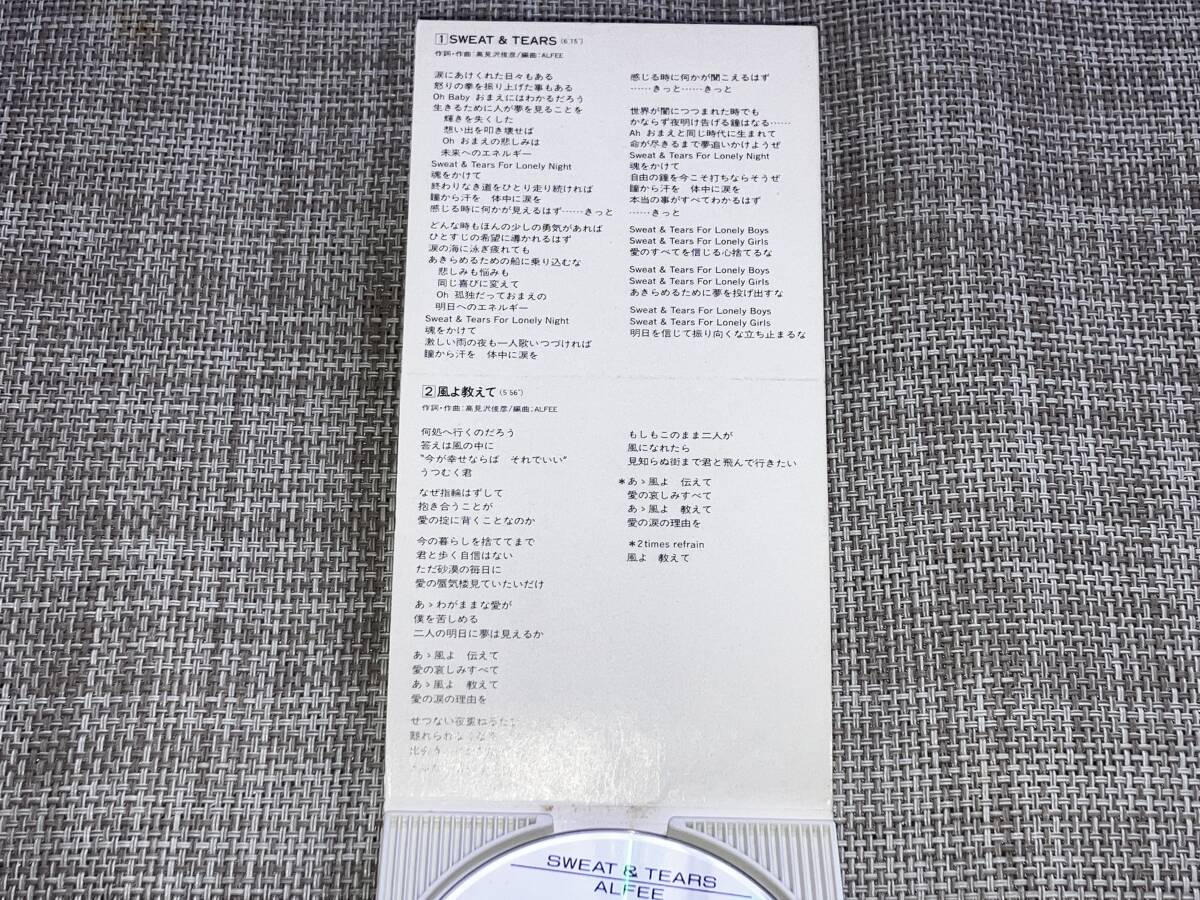 1 SWEAT & TEARS (6'15")
作詞・作曲:高見沢俊彦/編曲:ALFEE
涙にあけくれた日々もある
怒りの拳を振り上げた事もある
Oh Baby おまえにはわかるだろう
生きるために人が夢を見ることを
輝きを失くした
想い出を叩き壊せば
Oh おまえの悲しみは
未来へのエネルギー
Sweat & Tears For Lonely Night
魂をかけて
終わりなき道をひとり走り続ければ
瞳から汗を 体中に涙を
感じる時に何かが見えるはず……きっと
どんな時もほんの少しの勇気があれば
ひとすじの希望に導かれるはず
涙の海に泳ぎ疲れても
あきらめるための船に乗り込むな
悲しみも悩みも
同じ喜びに変えて
Oh 孤独だっておまえの
明日へのエネルギー
Sweat & Tears For Lonely Night
魂をかけて
激しい雨の夜も一人歌いつづければ
瞳から汗を 体中に涙を
感じる時に何かが聞こえるはず
……きっと……きっと
世界が闇につつまれた時でも
かならず夜明け告げる鐘はなる……
Ah おまえと同じ時代に生まれて
命が尽きるまで夢追いかけようぜ
Sweat & Tears For Lonely Night
魂をかけて
自由の鐘を今こそ打ちならそうぜ
瞳から汗を 体中に涙を
本当の事がすべてわかるはず
……きっと
Sweat & Tears For Lonely Boys
Sweat & Tears For Lonely Girls
愛のすべてを信じる心捨てるな
Sweat & Tears For Lonely Boys
Sweat & Tears For Lonely Girls
あきらめるために夢を投げ出すな
Sweat & Tears For Lonely Boys
Sweat & Tears For Lonely Girls
明日を信じて振り向くな立ち止まるな
2 風よ教えて (5'56")
作詞・作曲:高見沢俊彦/編曲:ALFEE
何処へ行くのだろう
答えは風の中に
“今が幸せならば それでいい”
うつむく君
なぜ指輪はずして
抱き合うことが
愛の掟に背くことなのか
今の暮らしを捨ててまで
君と歩く自信はない
ただ砂漠の毎日に
愛の蜃気楼見ていたいだけ
あゝわがままな愛が
僕を苦しめる
二人の明日に夢は見えるか
あゝ風よ 伝えて
愛の哀しみすべて
あゝ風よ 教えて
愛の涙の理由を
せつない夜重ねるた
離れられなくな
もしもこのまま二人が
風になれたら
見知らぬ街まで君と飛んで行きたい
*あゝ風よ 伝えて
愛の哀しみすべて
あゝ風よ 教えて
愛の涙の理由を
*2times refrain
風よ 教えて
SWEAT & TEARS
ALFEE